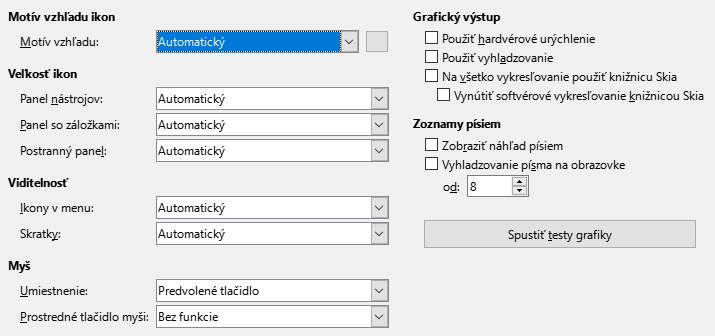 Motív vzhľadu ikon
Motív vzhľadu: Automatický
Veľkosť ikon
Panel nástrojov: Automatický
Panel so záložkami: Automatický
Postranný panel: Automatický
Viditelnosť
Ikony v menu: Automatický
Skratky: Automatický
Myš
Umiestnenie: Predvolené tlačidlo
Prostredné tlačidlo myši: Bez funkcie
Grafický výstup
Použiť hardvérové urýchlenie
Použiť vyhladzovanie
Na všetko vykresľovanie použiť knižnicu Skia
Vynútiť softvérové vykresľovanie knižnicou Skia
Zoznamy písiem
Zobraziť náhľad písiem
Vyhladzovanie písma na obrazovke
od: 8
Spustiť testy grafiky